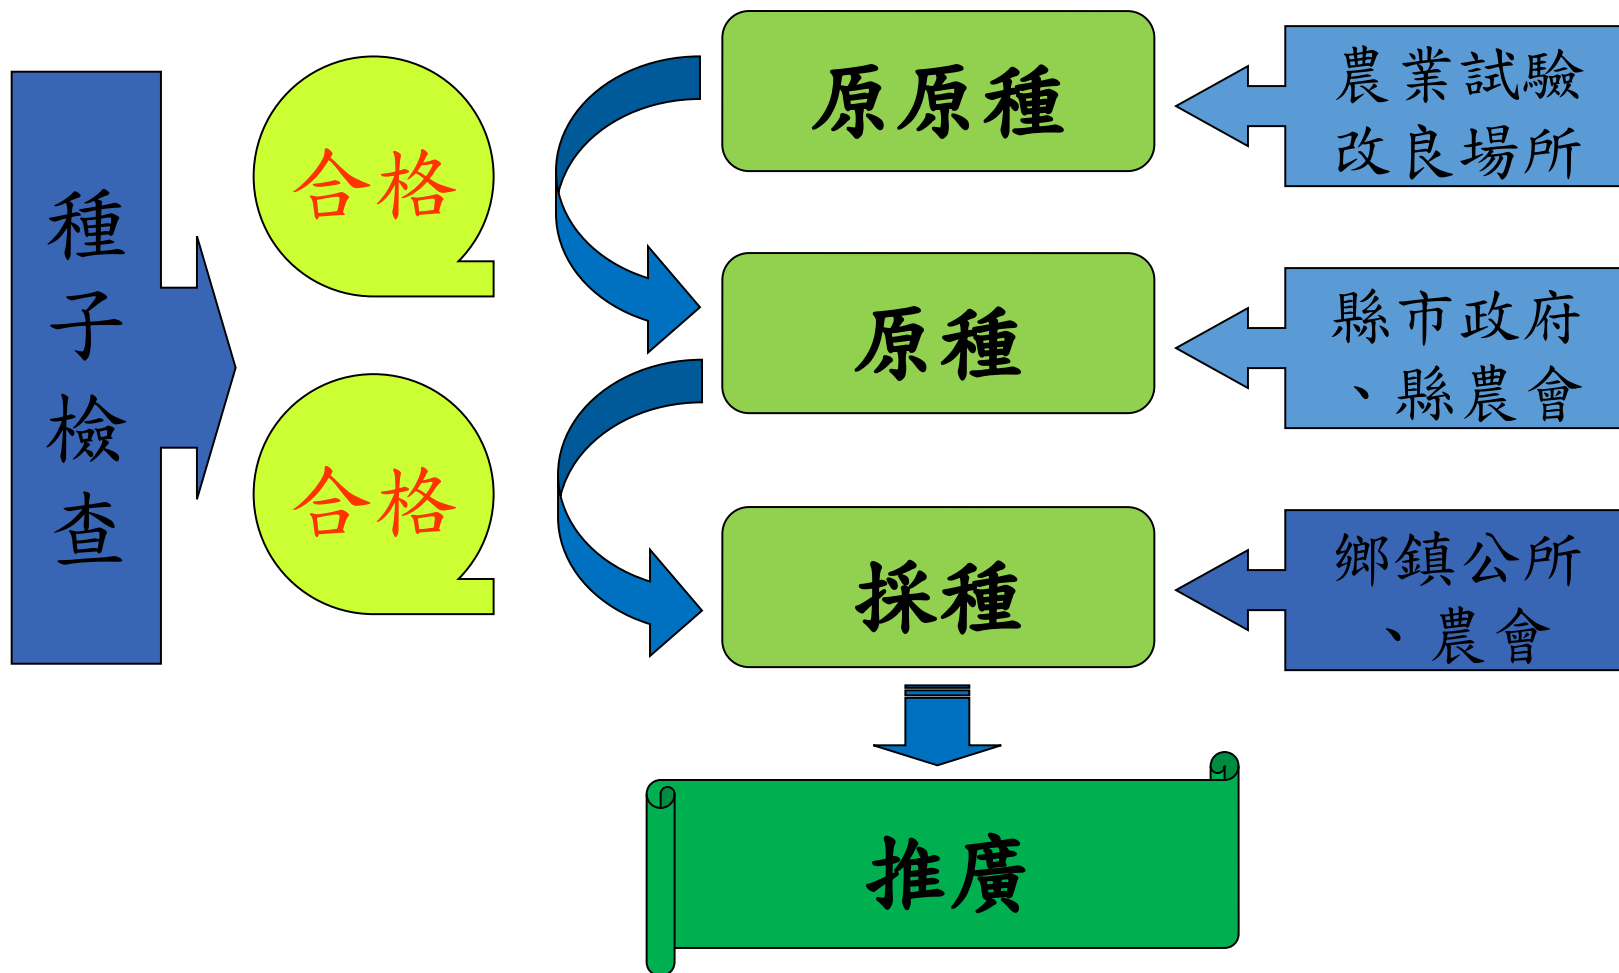 種子檢查
合格
合格
原原種
原種
採種
推廣
農業試驗
改良場所
縣市政府
、縣農會
鄉鎮公所
、農會